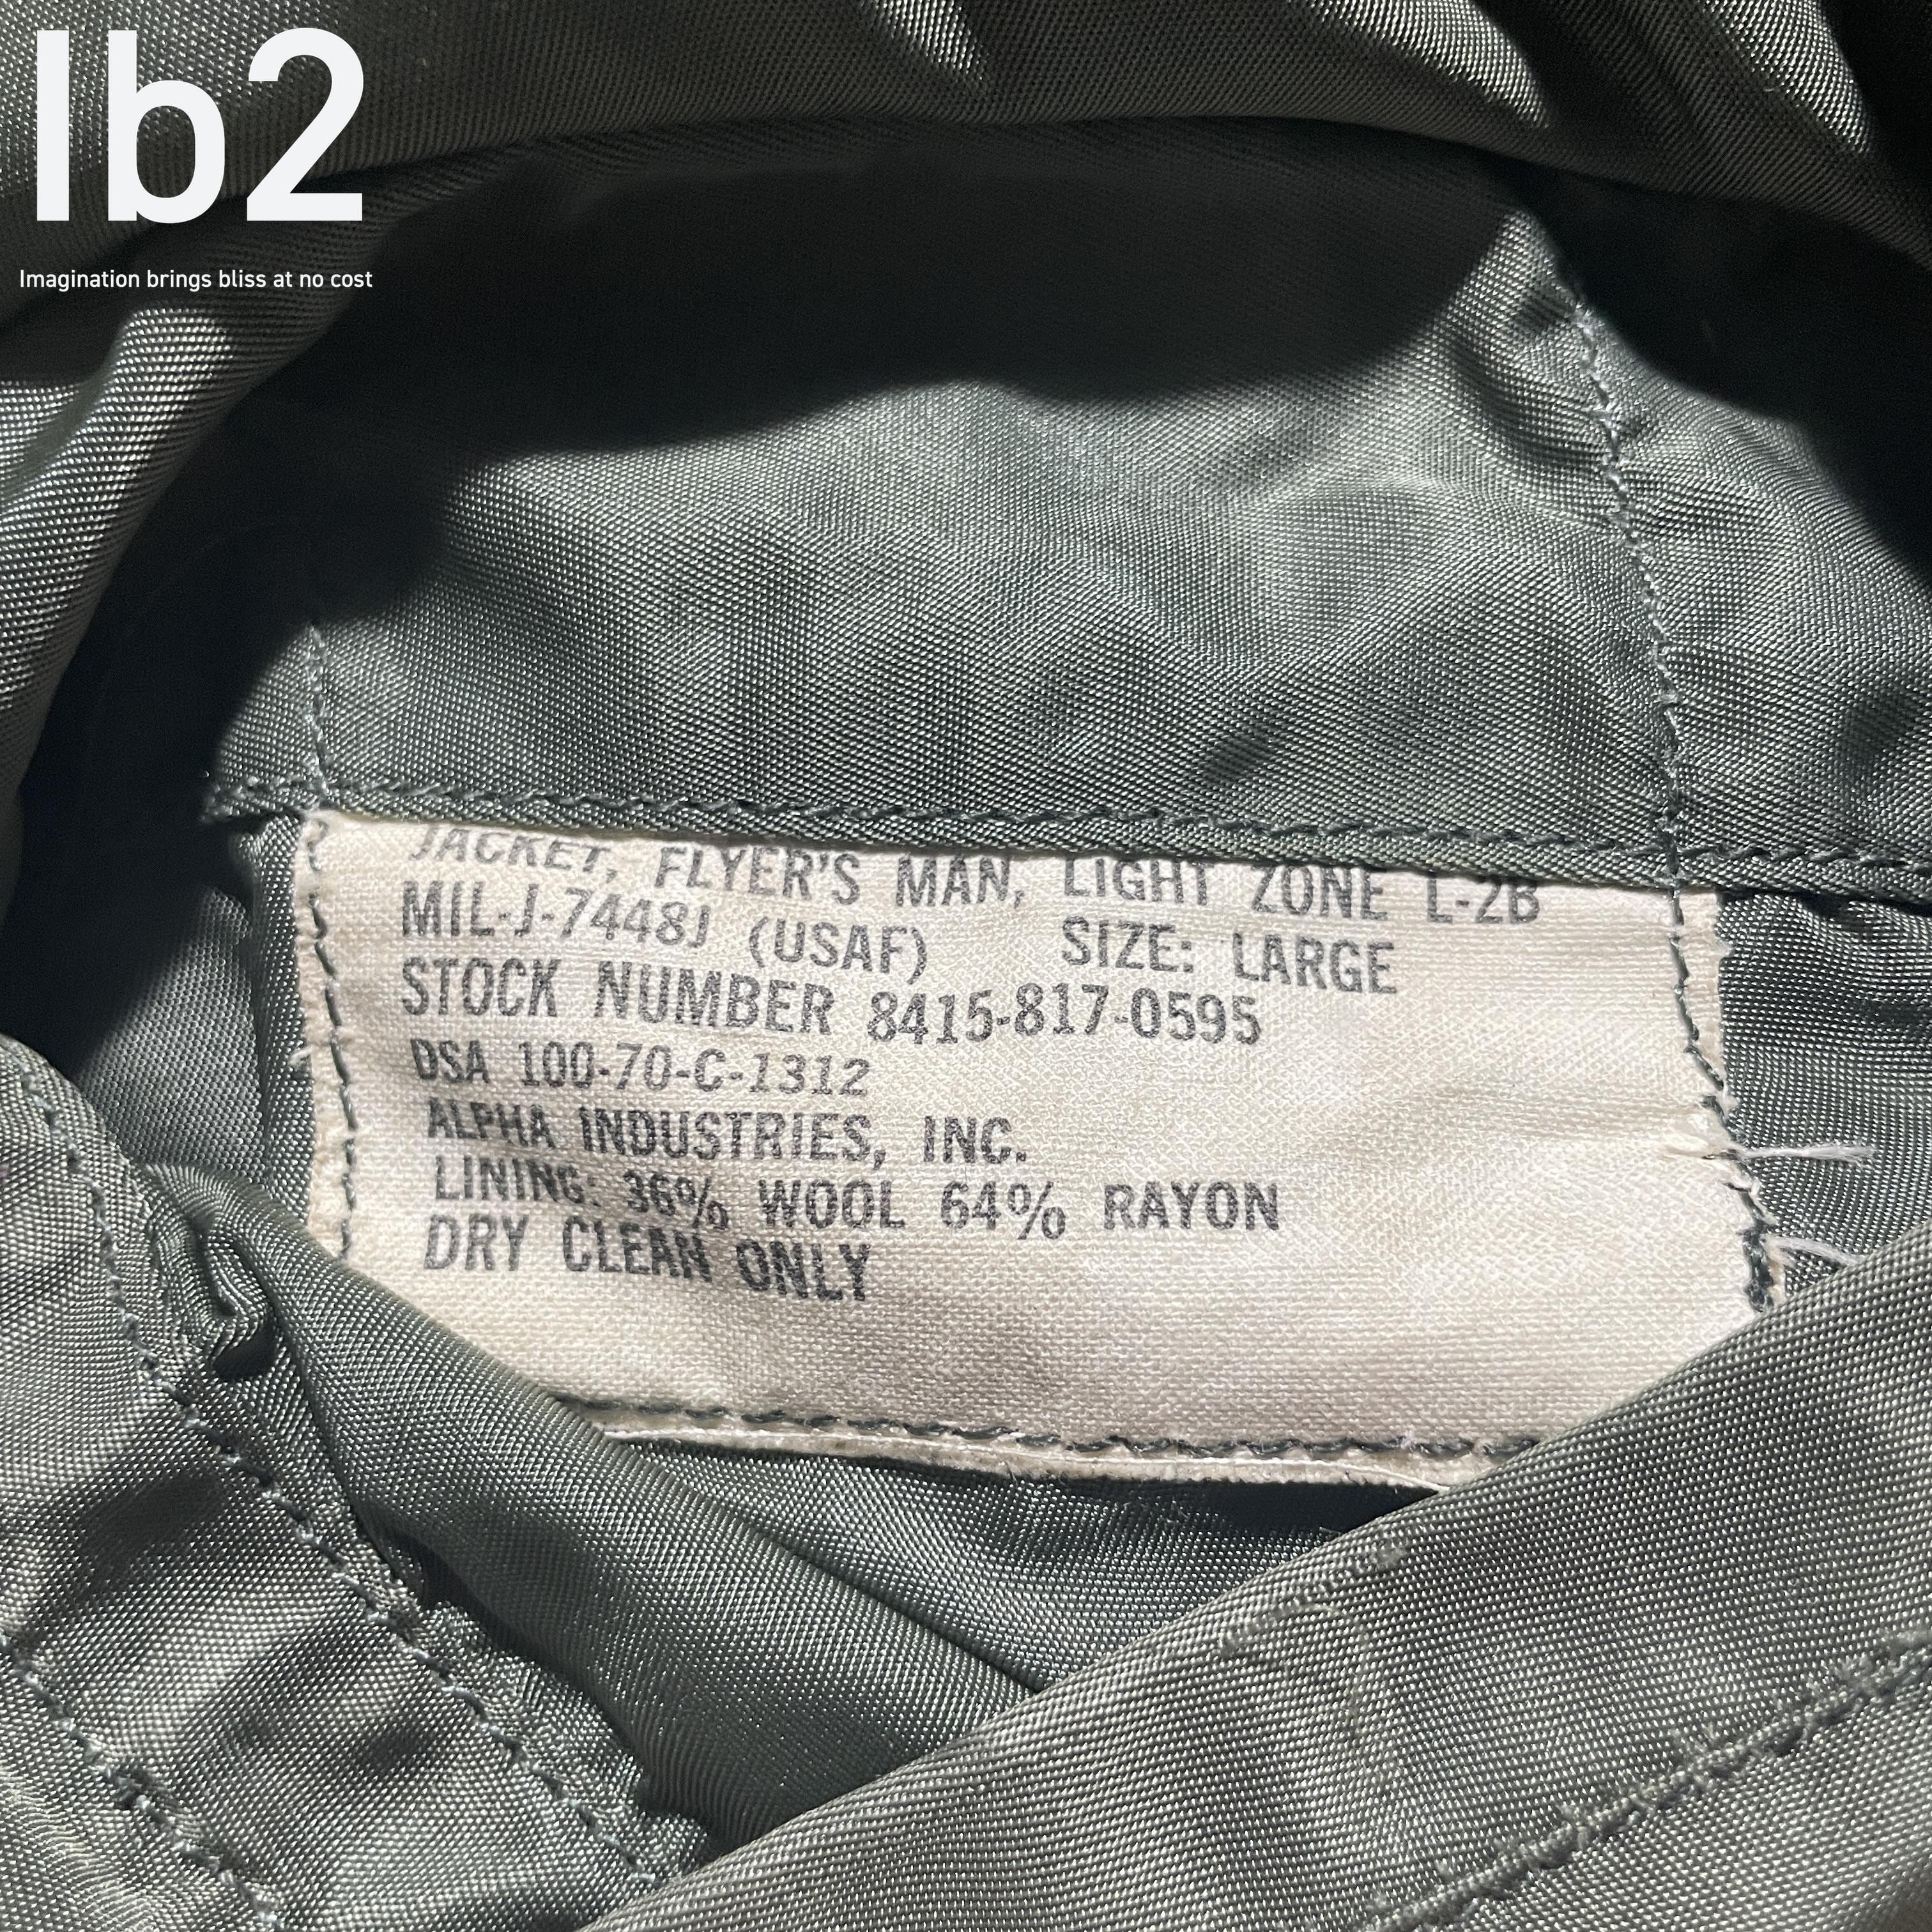 Ib2
Imagination brings bliss at no cost
JACKET, FLYER'S MAN, LIGHT ZONE L-2B
MIL-J-7448J (USAF) SIZE: LARGE
STOCK NUMBER 8415-817-0595
DSA 100-70-C-1312
ALPHA INDUSTRIES, INC.
LINING: 36% WOOL 64% RAYON
DRY CLEAN ONLY